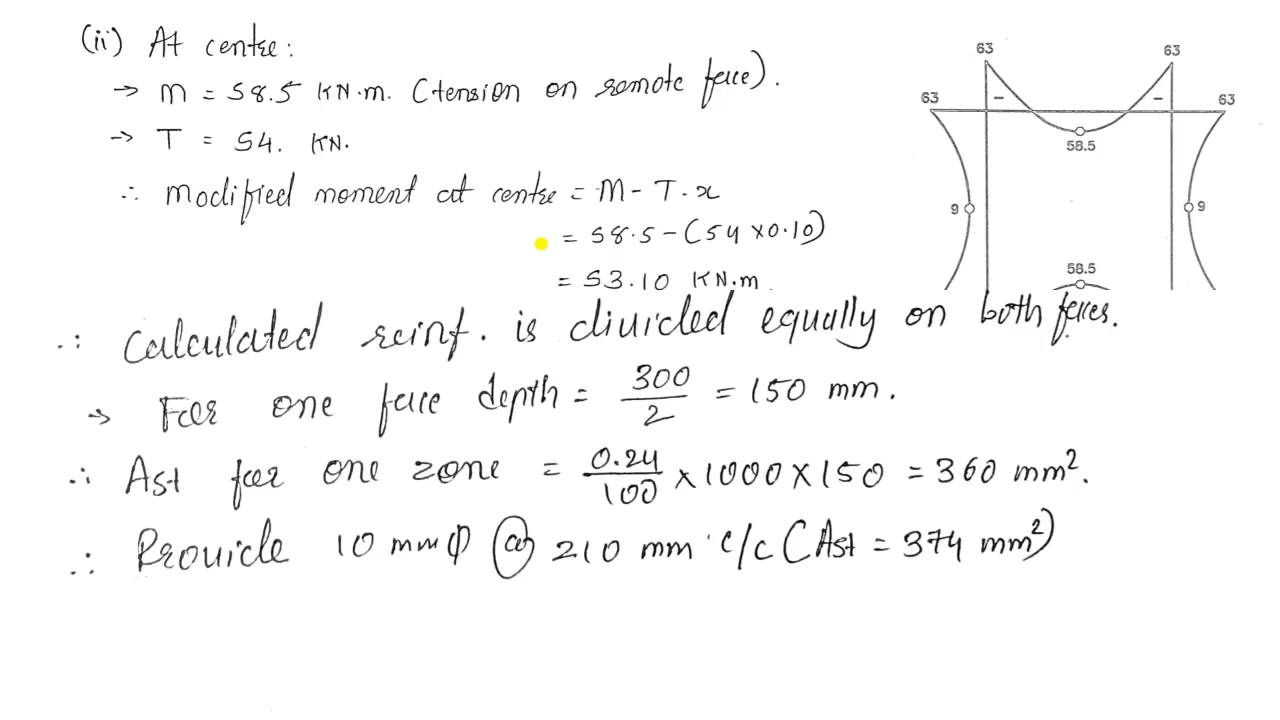 (ii) At centre:
→ M = 58.5 KN.m. (tension on remote face).
→ T = 54. KN.
∴ Modified moment at centre = M - T.x
= 58.5 - (54 x 0.10)
= 53.10 KN.m.
63 63
63 – – 63
58.5
9 9
58.5
∴ Calculated reinf. is divided equally on both faces.
→ For one face depth = 300/2 = 150 mm.
∴ Ast for one zone = 0.24/100 x 1000 x 150 = 360 mm².
∴ Provide 10 mm φ @ 210 mm c/c (Ast = 374 mm²)